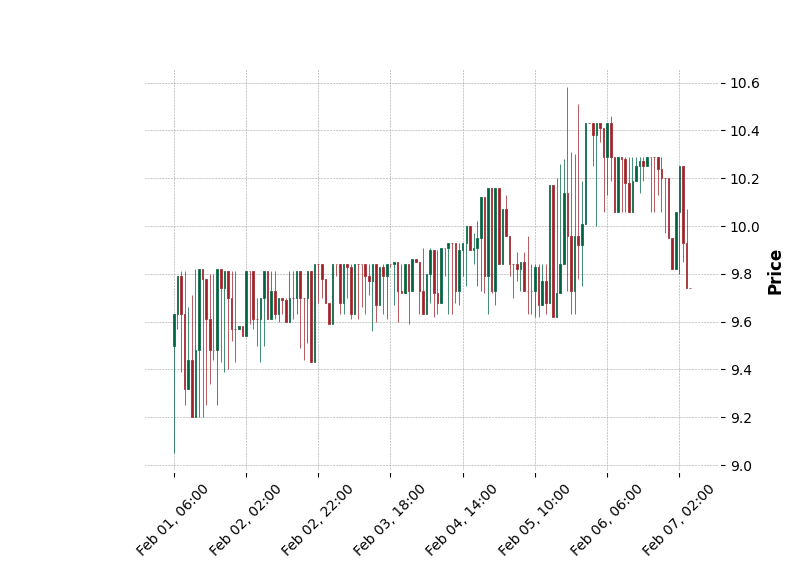 10.6
10.4
10.2
10.0
9.8
9.6
9.4
9.2
9.0
Price
Feb 01, 06:00
Feb 02, 02:00
Feb 02, 22:00
Feb 03, 18:00
Feb 04, 14:00
Feb 05, 10:00
Feb 06, 06:00
Feb 07, 02:00